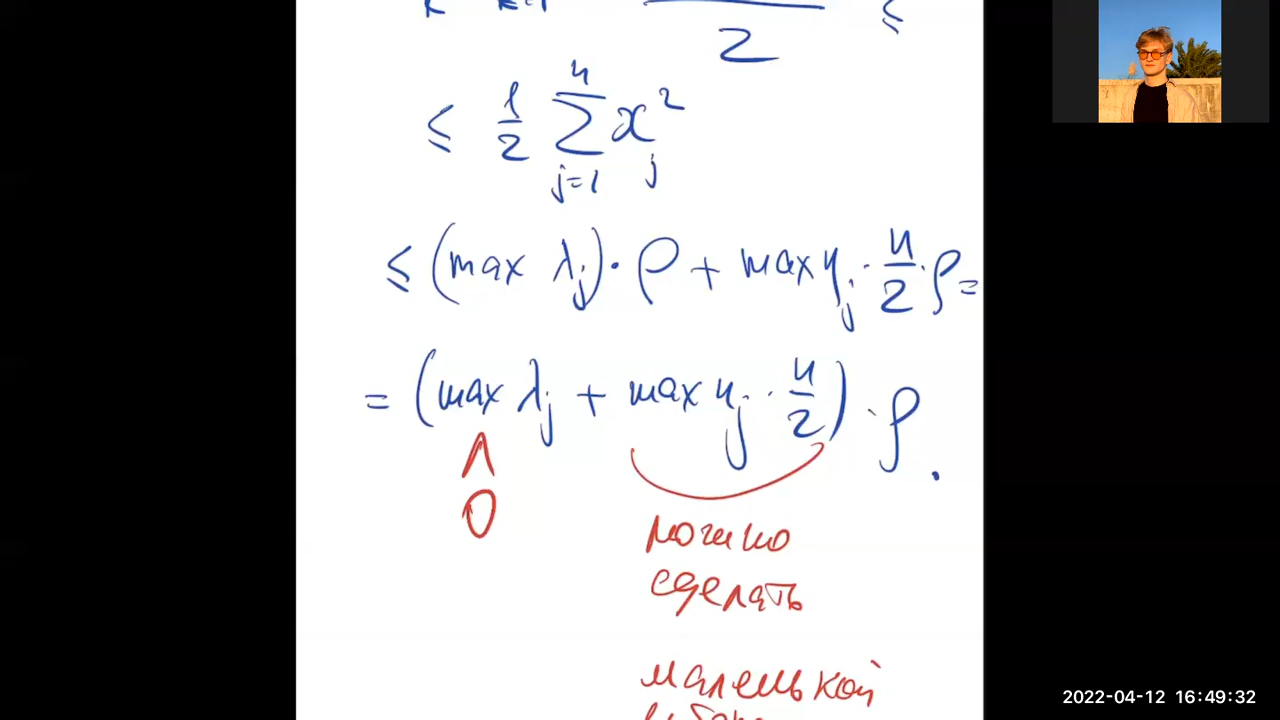 2 ≤
≤ 1/2 ∑_{j=1}^{n} x_j^2
≤ (max λ_j) · ρ + max η_j · n/2 · ρ =
= (max λ_j + max η_j · n/2) · ρ .
∧
0
можно
сделать
маленькой
2022-04-12 16:49:32